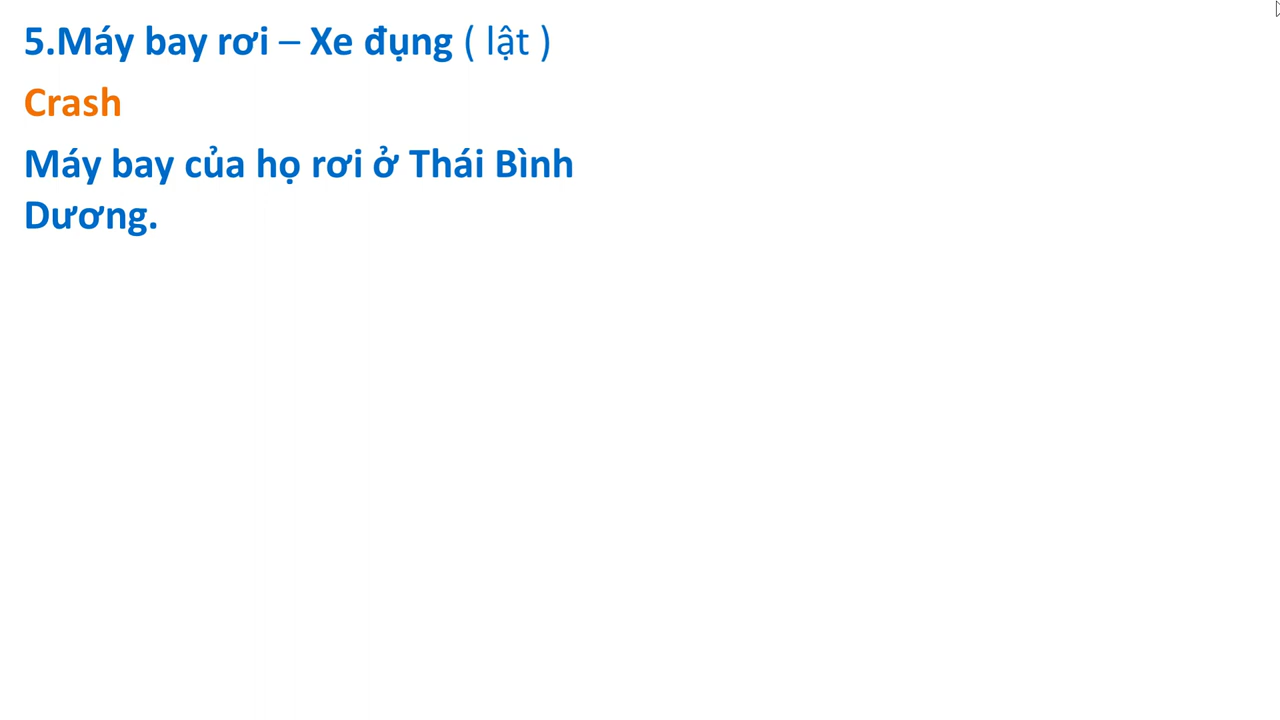 5.Máy bay rơi – Xe đụng ( lật )
Crash
Máy bay của họ rơi ở Thái Bình
Dương.